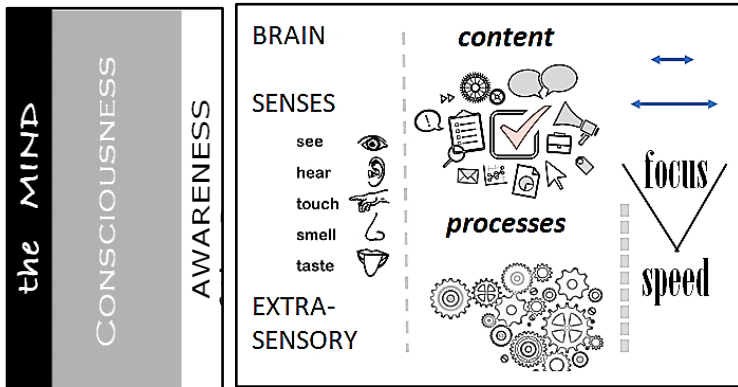 the MIND
CONSCIOUSNESS
AWARENESS
BRAIN
SENSES
see
hear
touch
smell
taste
EXTRA-
SENSORY
content
processes
focus
speed